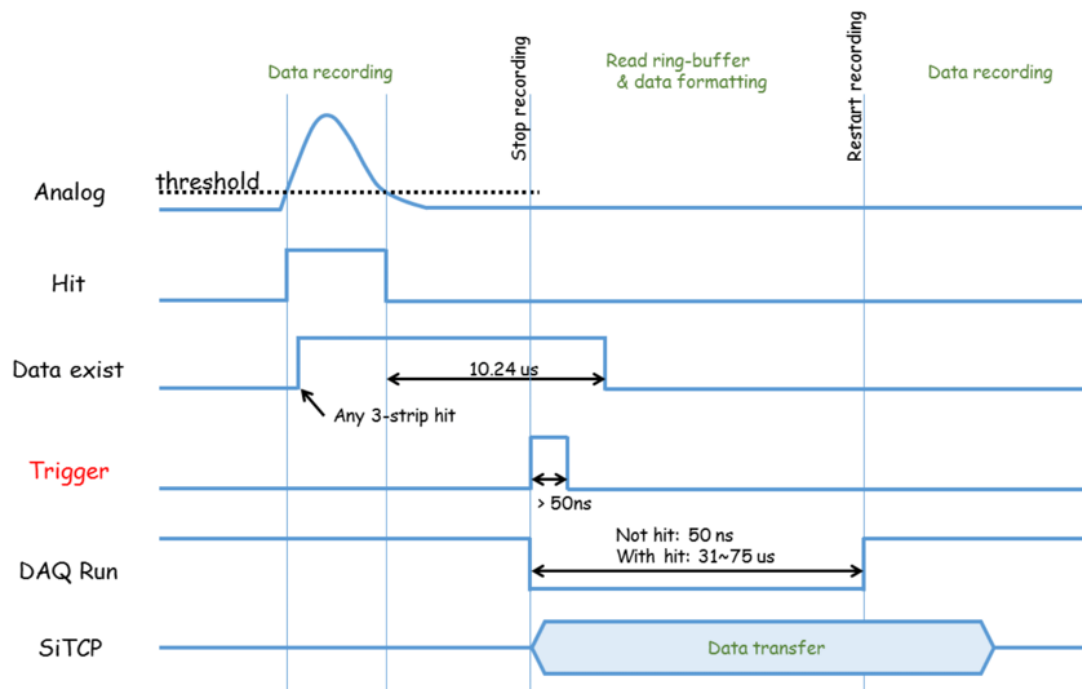 Data recording
Stop recording
Read ring-buffer
& data formatting
Restart recording
Data recording
Analog
threshold
Hit
Data exist
10.24 us
Any 3-strip hit
Trigger
> 50ns
DAQ Run
Not hit: 50 ns
With hit: 31~75 us
SiTCP
Data transfer